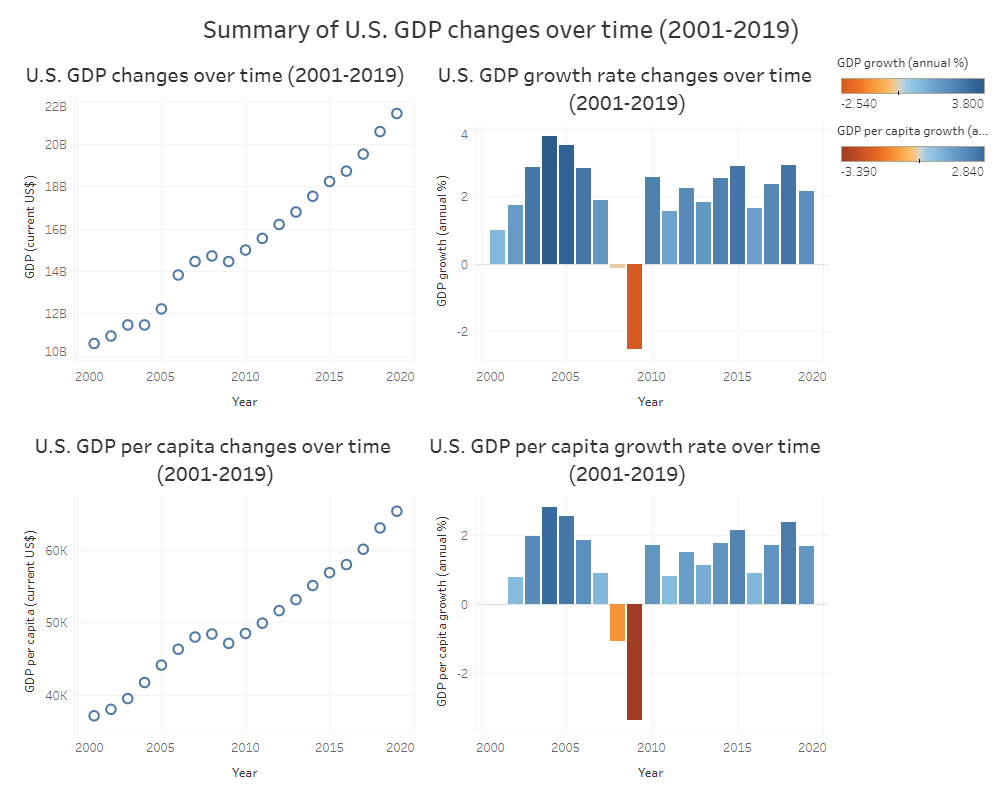 Summary of U.S. GDP changes over time (2001-2019)
U.S. GDP changes over time (2001-2019)
GDP (current US$)
22B
20B
18B
16B
14B
12B
10B
2000 2005 2010 2015 2020
Year
U.S. GDP growth rate changes over time
(2001-2019)
GDP growth (annual %)
4
2
0
-2
2000 2005 2010 2015 2020
Year
GDP growth (annual %)
-2.540 3.800
GDP per capita growth (a...
-3.390 2.840
U.S. GDP per capita changes over time
(2001-2019)
GDP per capita (current US$)
60K
50K
40K
2000 2005 2010 2015 2020
Year
U.S. GDP per capita growth rate over time
(2001-2019)
GDP per capita growth (annual %)
2
0
-2
2000 2005 2010 2015 2020
Year